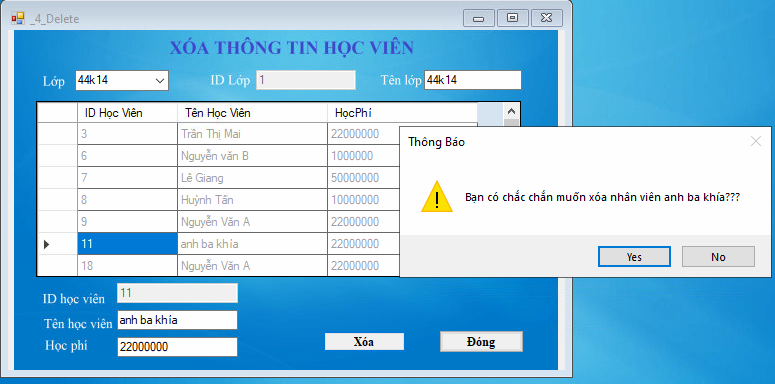 _4_Delete
XÓA THÔNG TIN HỌC VIÊN
Lớp 44k14 ID Lớp 1 Tên lớp 44k14
ID Học Viên Tên Học Viên HọcPhí
3 Trần Thị Mai 22000000
6 Nguyễn văn B 1000000
7 Lê Giang 50000000
8 Huỳnh Tấn 10000000
9 Nguyễn Văn A 22000000
11 anh ba khía 22000000
18 Nguyễn Văn A 22000000
Thông Báo
Bạn có chắc chắn muốn xóa nhân viên anh ba khía???
Yes No
ID học viên 11
Tên học viên anh ba khía
Học phí 22000000
Xóa Đóng